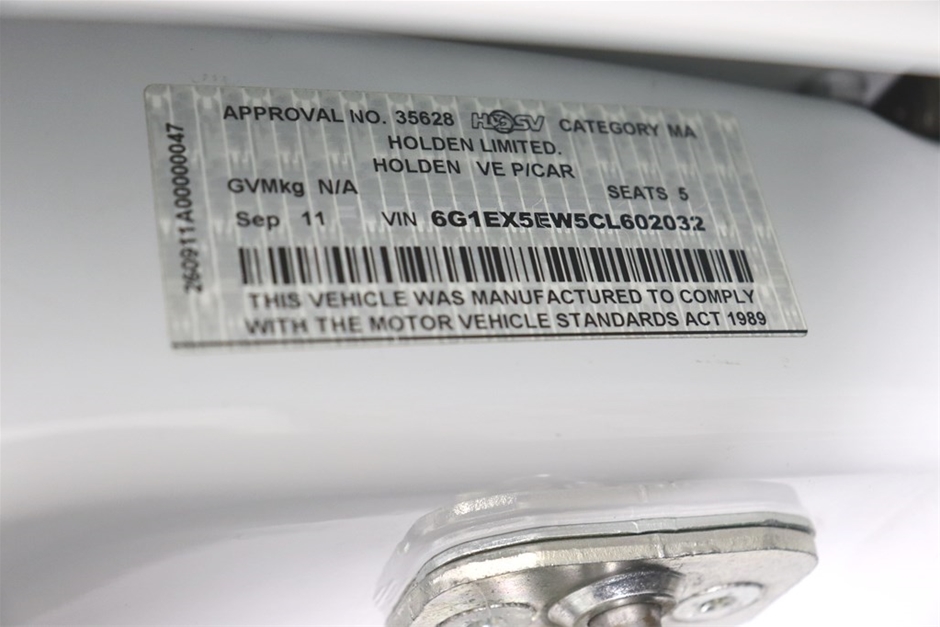 APPROVAL NO. 35628 HSV CATEGORY MA
HOLDEN LIMITED.
HOLDEN VE P/CAR
GVMkg N/A SEATS 5
Sep 11 VIN 6G1EX5EW5CL602032
THIS VEHICLE WAS MANUFACTURED TO COMPLY
WITH THE MOTOR VEHICLE STANDARDS ACT 1989
260911A00000047